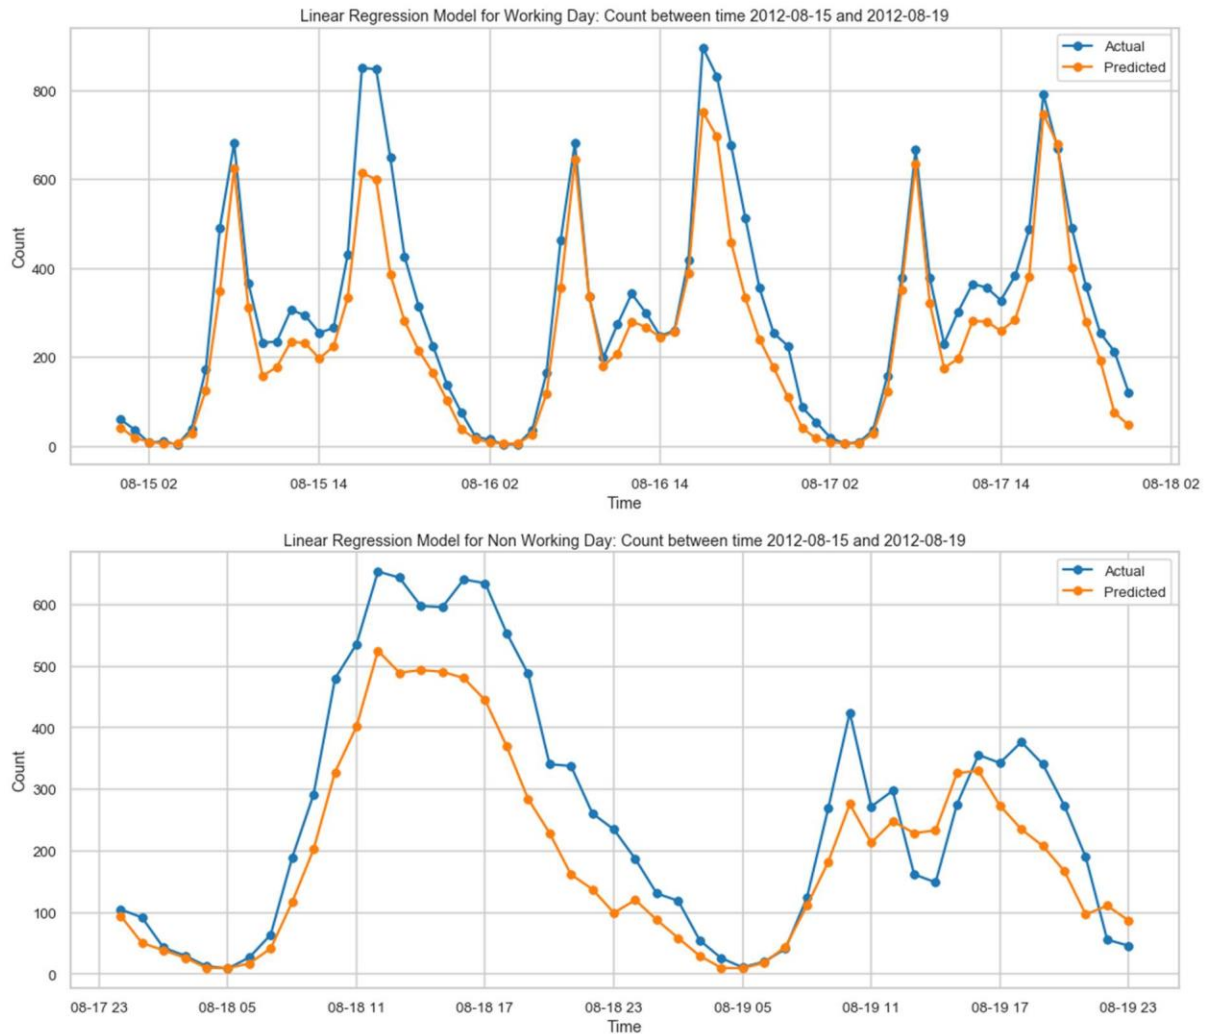 Linear Regression Model for Working Day: Count between time 2012-08-15 and 2012-08-19
Actual
Predicted
800
600
400
200
0
Count
08-15 02 08-15 14 08-16 02 08-16 14 08-17 02 08-17 14 08-18 02
Time
Linear Regression Model for Non Working Day: Count between time 2012-08-15 and 2012-08-19
Actual
Predicted
600
500
400
300
200
100
0
Count
08-17 23 08-18 05 08-18 11 08-18 17 08-18 23 08-19 05 08-19 11 08-19 17 08-19 23
Time